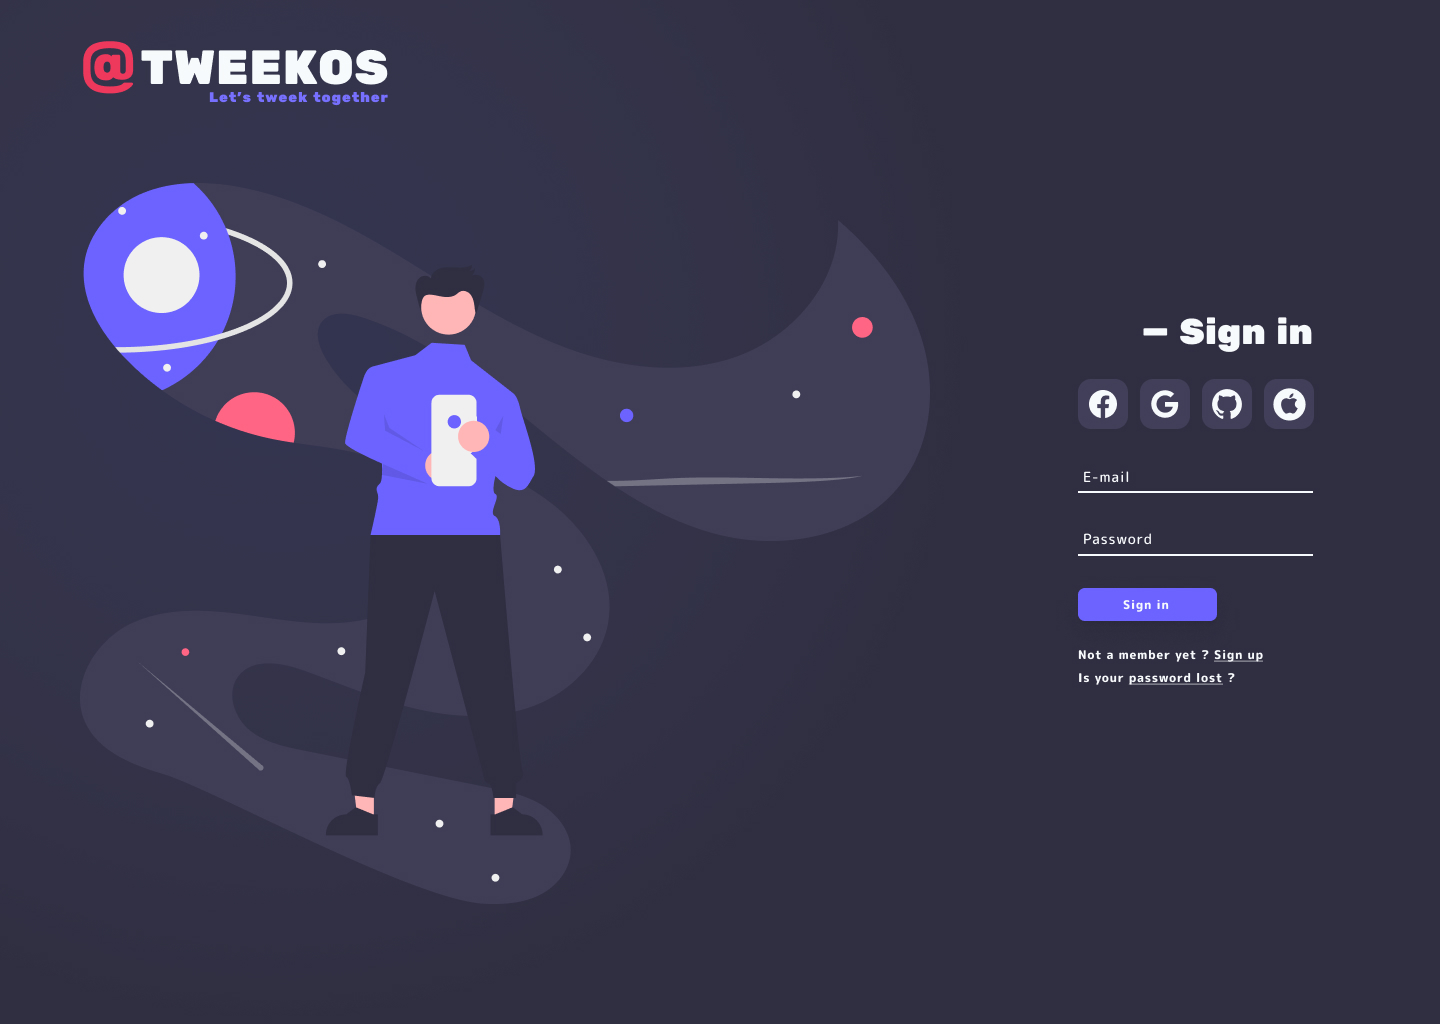 @TWEEKOS
Let's tweek together
– Sign in
E-mail
Password
Sign in
Not a member yet ? Sign up
Is your password lost ?